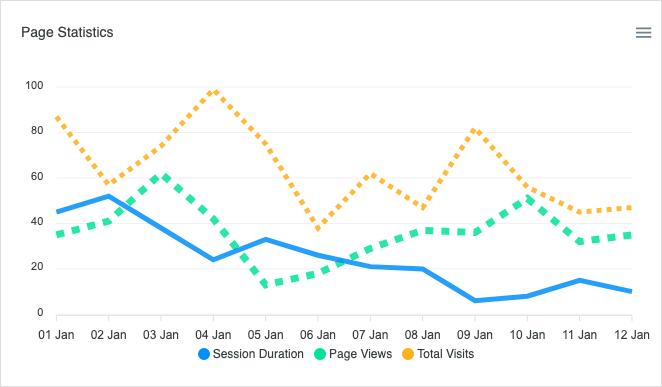 Page Statistics
100
80
60
40
20
0
01 Jan 02 Jan 03 Jan 04 Jan 05 Jan 06 Jan 07 Jan 08 Jan 09 Jan 10 Jan 11 Jan 12 Jan
Session Duration Page Views Total Visits